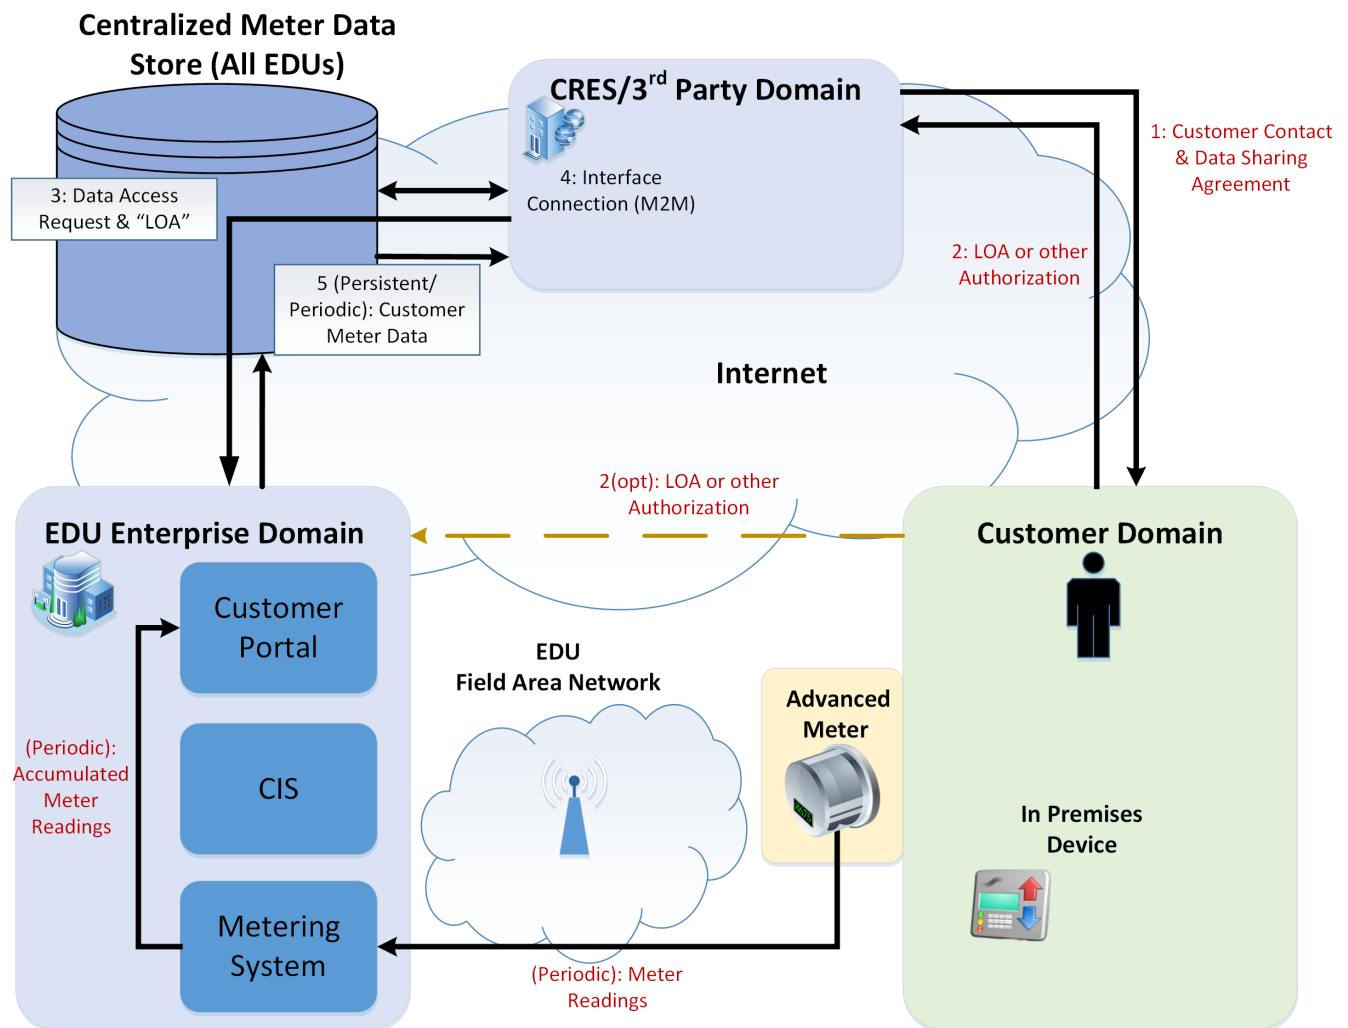 Centralized Meter Data
Store (All EDUs)
CRES/3rd Party Domain
1: Customer Contact
& Data Sharing
Agreement
3: Data Access
Request & “LOA”
4: Interface
Connection (M2M)
2: LOA or other
Authorization
5 (Persistent/
Periodic): Customer
Meter Data
Internet
2(opt): LOA or other
Authorization
EDU Enterprise Domain
Customer Domain
Customer
Portal
EDU
Field Area Network
Advanced
Meter
(Periodic):
Accumulated
Meter
Readings
CIS
In Premises
Device
Metering
System
(Periodic): Meter
Readings